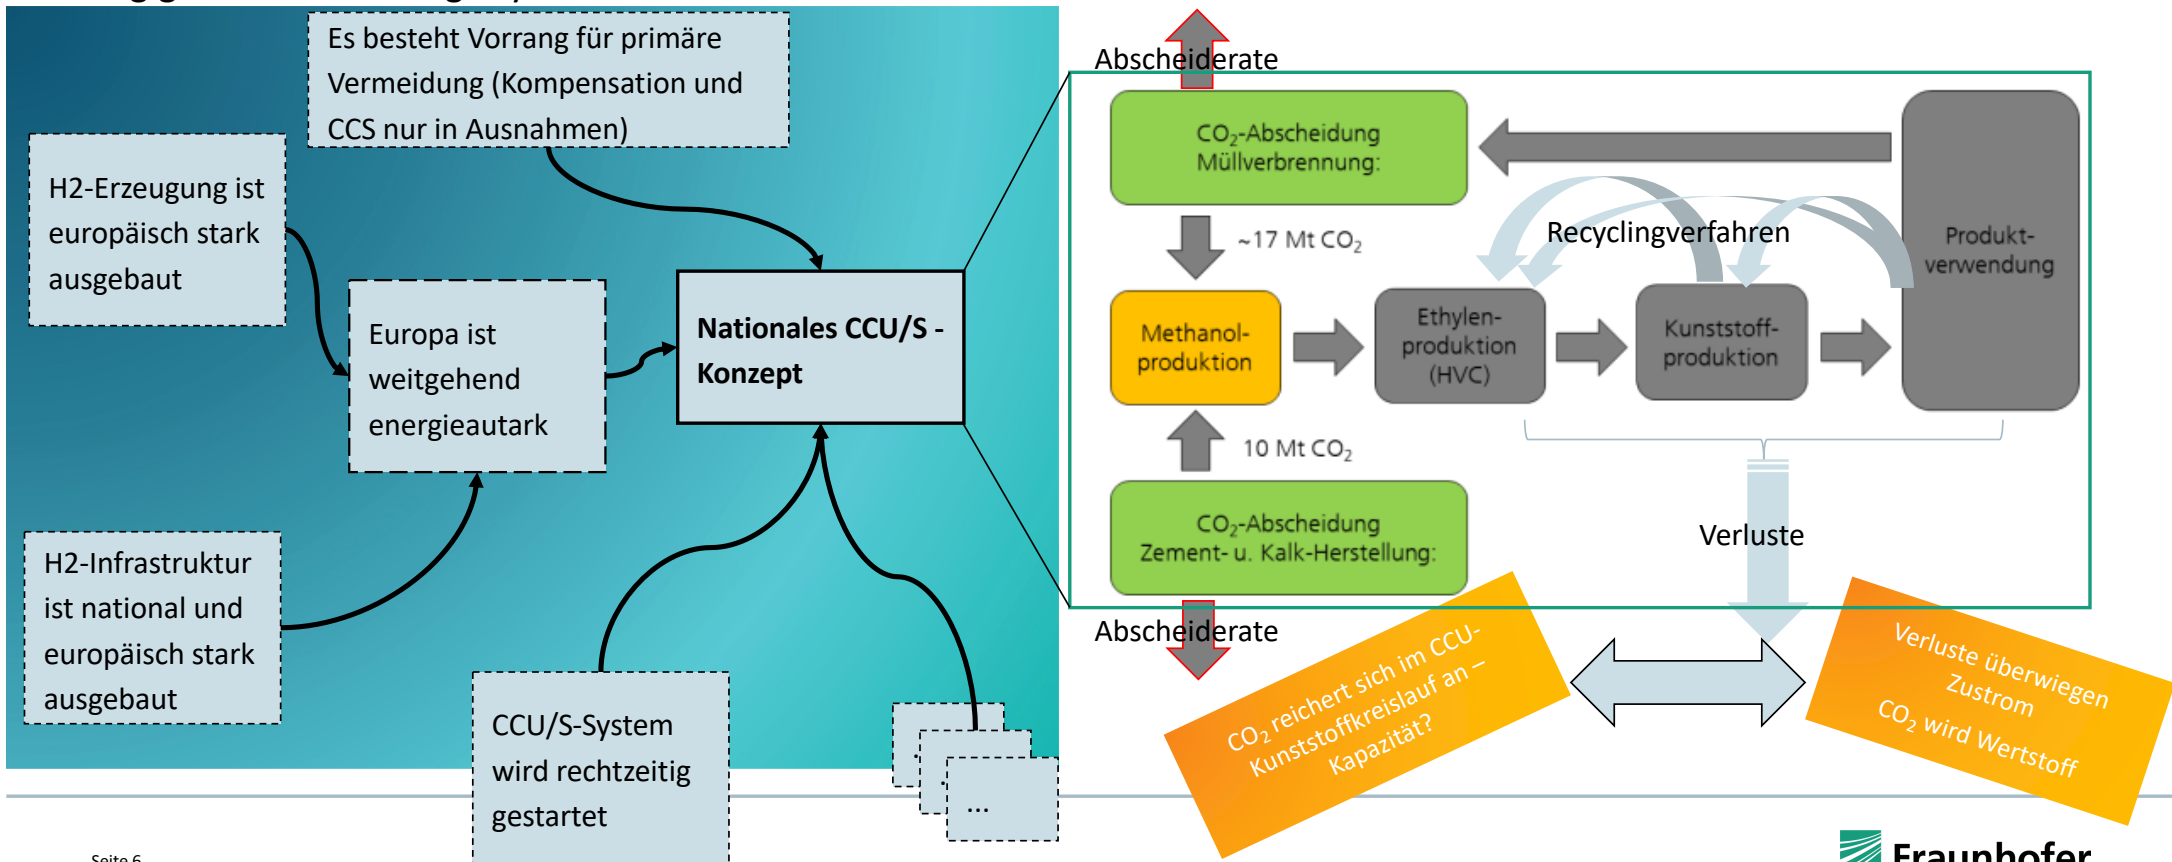 Es besteht Vorrang für primäre
Vermeidung (Kompensation und
CCS nur in Ausnahmen)
H2-Erzeugung ist
europäisch stark
ausgebaut
Europa ist
weitgehend
energieautark
Nationales CCU/S -
Konzept
H2-Infrastruktur
ist national und
europäisch stark
ausgebaut
CCU/S-System
wird rechtzeitig
gestartet
...
Abscheiderate
CO₂-Abscheidung
Müllverbrennung:
~17 Mt CO₂
Recyclingverfahren
Produkt-
verwendung
Methanol-
produktion
Ethylen-
produktion
(HVC)
Kunststoff-
produktion
10 Mt CO₂
CO₂-Abscheidung
Zement- u. Kalk-Herstellung:
Verluste
Abscheiderate
CO₂ reichert sich im CCU-
Kunststoffkreislauf an –
Kapazität?
Verluste überwiegen
Zustrom
CO₂ wird Wertstoff
Seite 6
Fraunhofer